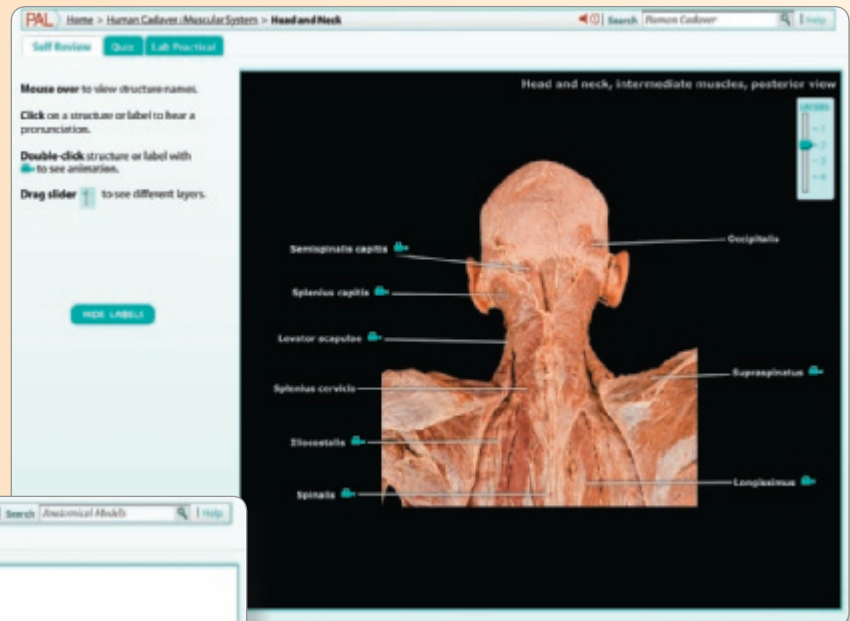 PAL Home > Human Cadaver: Muscular System > Head and Neck
Search Human Cadaver Help
Self Review Quiz Lab Practical
Mouse over to view structure names.
Click on a structure or label to hear a
pronunciation.
Double-click structure or label with
to see animation.
Drag slider to see different layers.
HIDE LABELS
Head and neck, intermediate muscles, posterior view
LAYERS
1
2
3
4
Semispinalis capitis
Splenius capitis
Levator scapulae
Splenius cervicis
Iliocostalis
Spinalis
Occipitalis
Supraspinatus
Longissimus
Search Anatomical Models Help